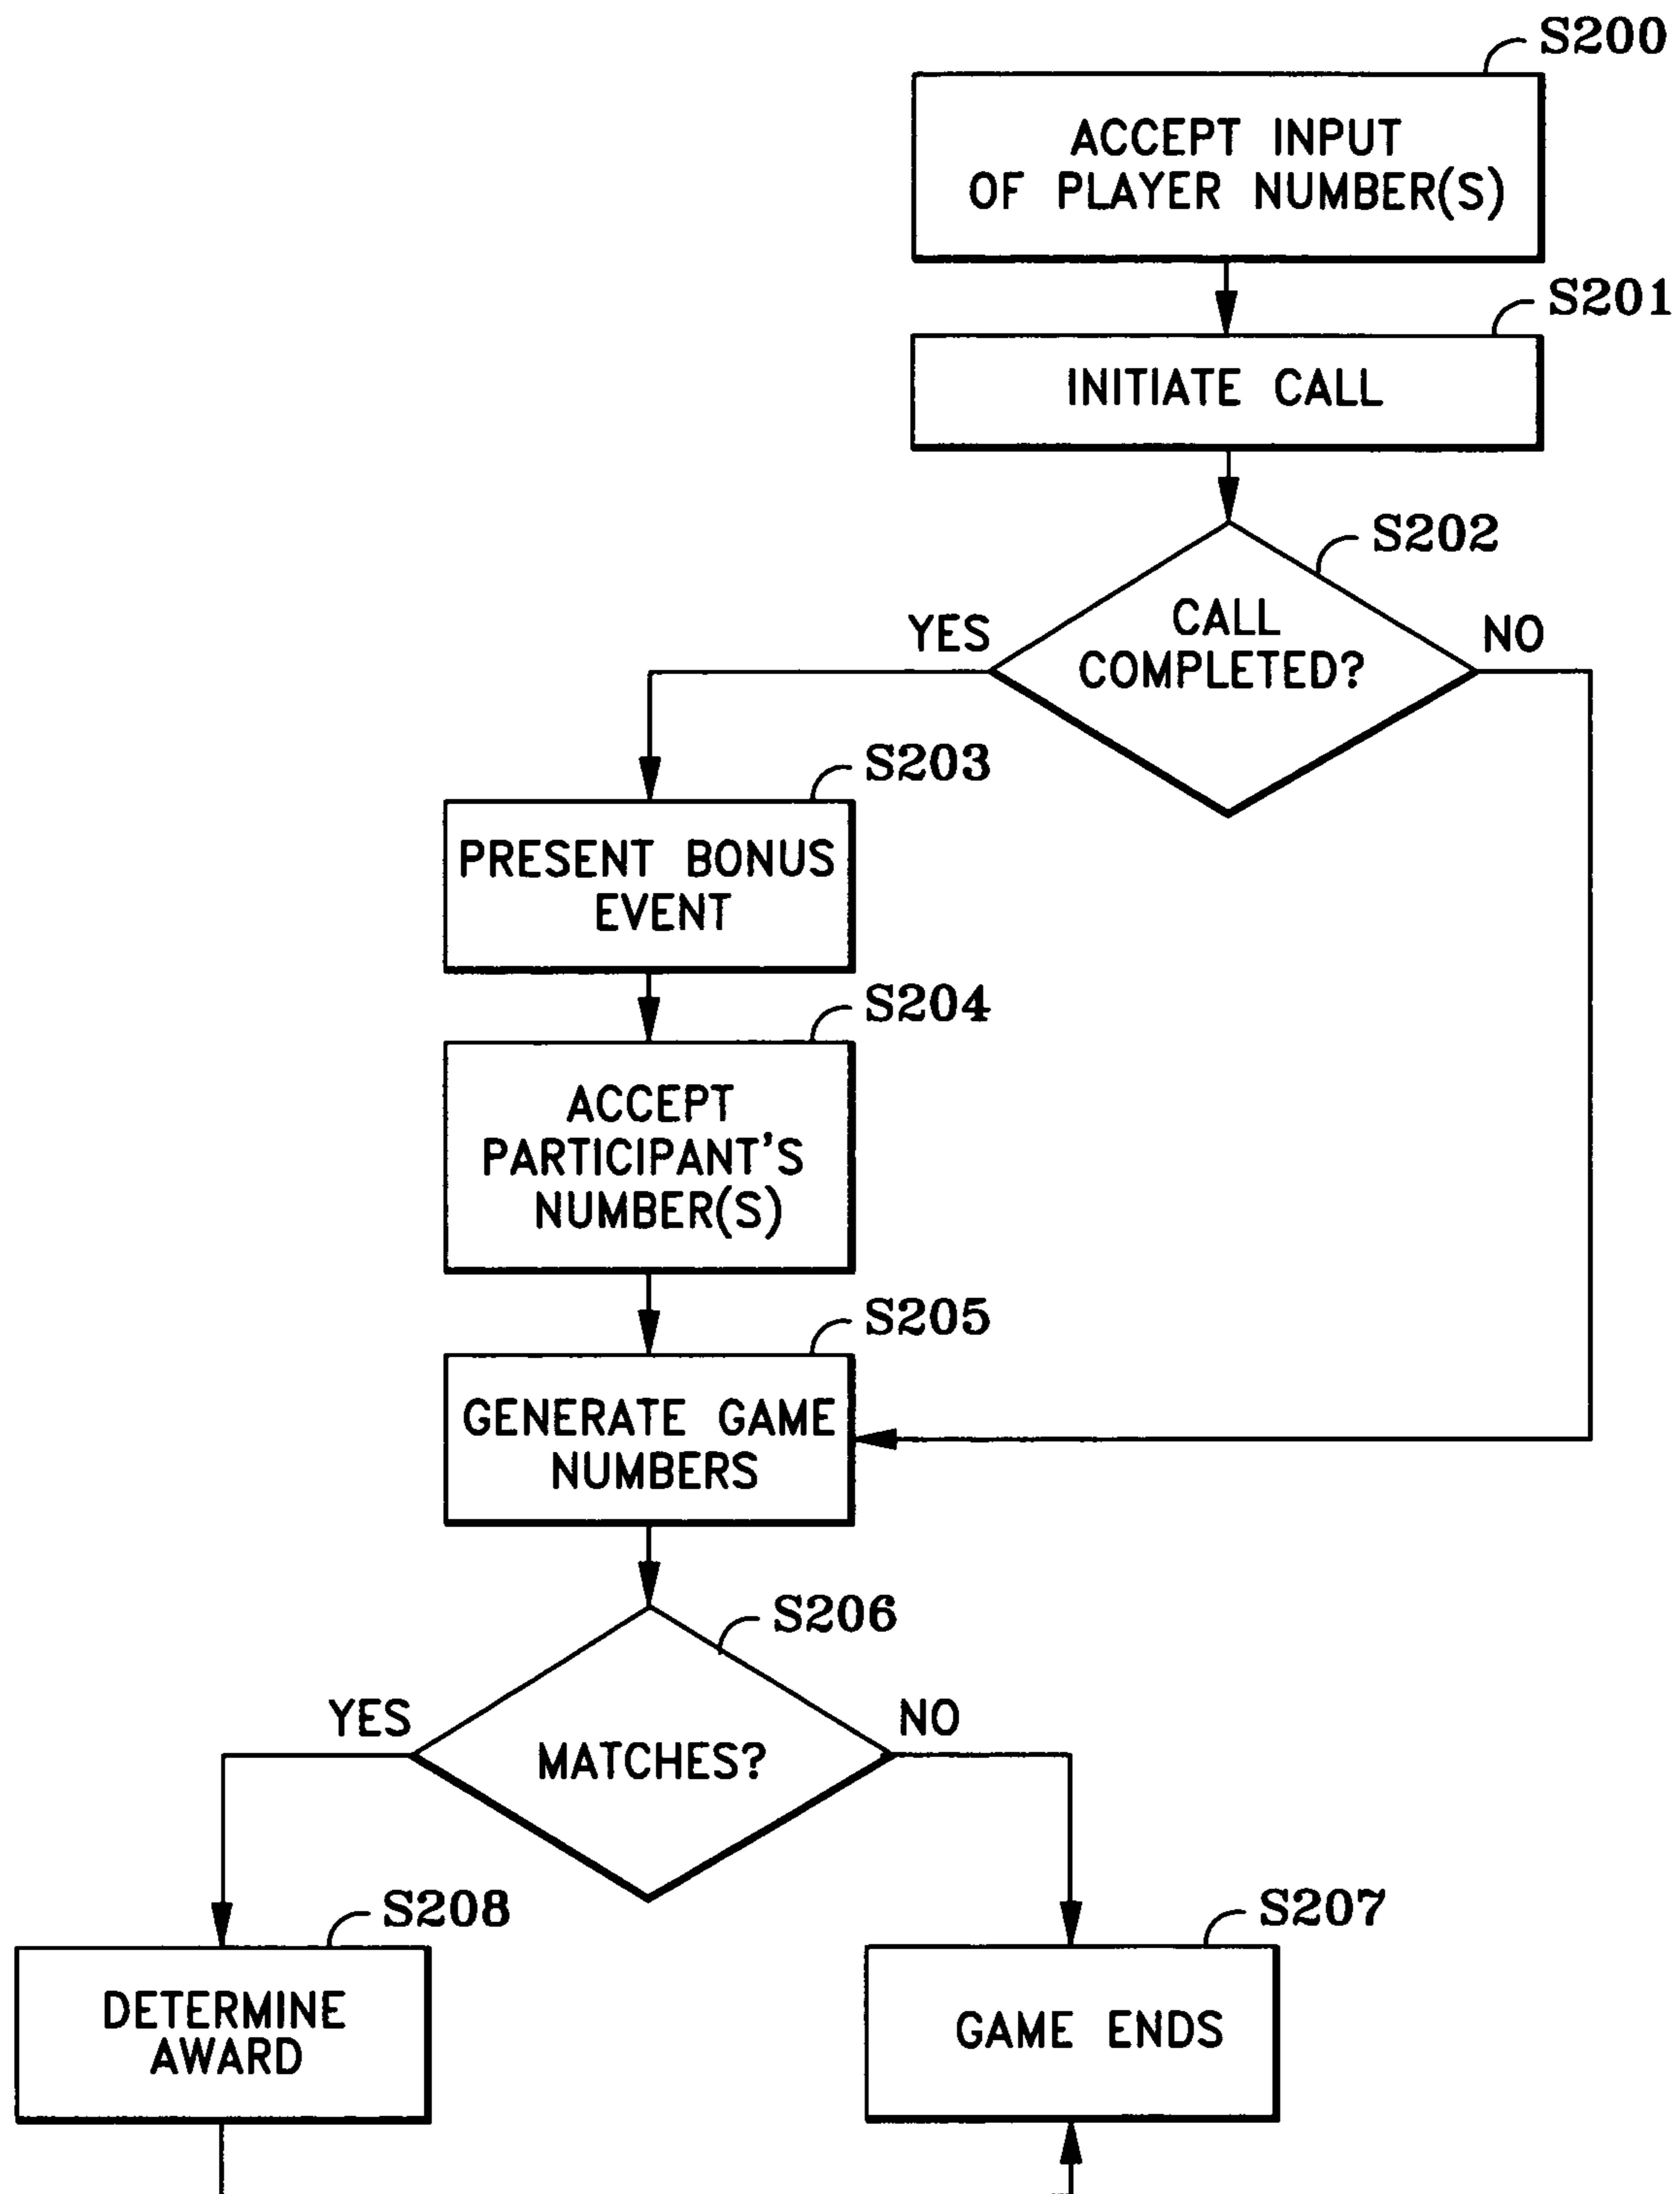 S200
ACCEPT INPUT
OF PLAYER NUMBER(S)
S201
INITIATE CALL
S202
CALL
COMPLETED?
YES
NO
S203
PRESENT BONUS
EVENT
S204
ACCEPT
PARTICIPANT'S
NUMBER(S)
S205
GENERATE GAME
NUMBERS
S206
MATCHES?
YES
NO
S208
DETERMINE
AWARD
S207
GAME ENDS